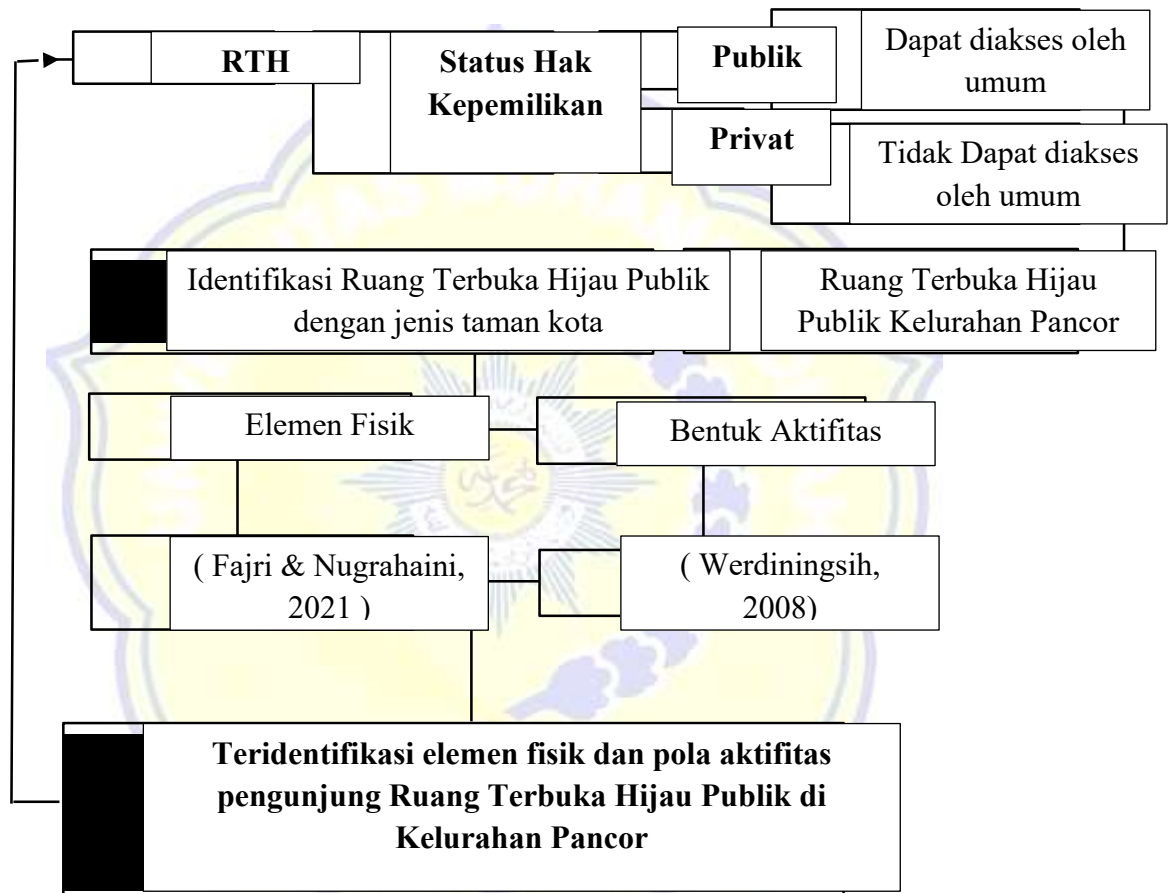 RTH
Status Hak
Kepemilikan
Publik
Dapat diakses oleh
umum
Privat
Tidak Dapat diakses
oleh umum
Identifikasi Ruang Terbuka Hijau Publik
dengan jenis taman kota
Ruang Terbuka Hijau
Publik Kelurahan Pancor
Elemen Fisik
Bentuk Aktifitas
( Fajri & Nugrahaini,
2021 )
( Werdiningsih,
2008)
Teridentifikasi elemen fisik dan pola aktifitas
pengunjung Ruang Terbuka Hijau Publik di
Kelurahan Pancor